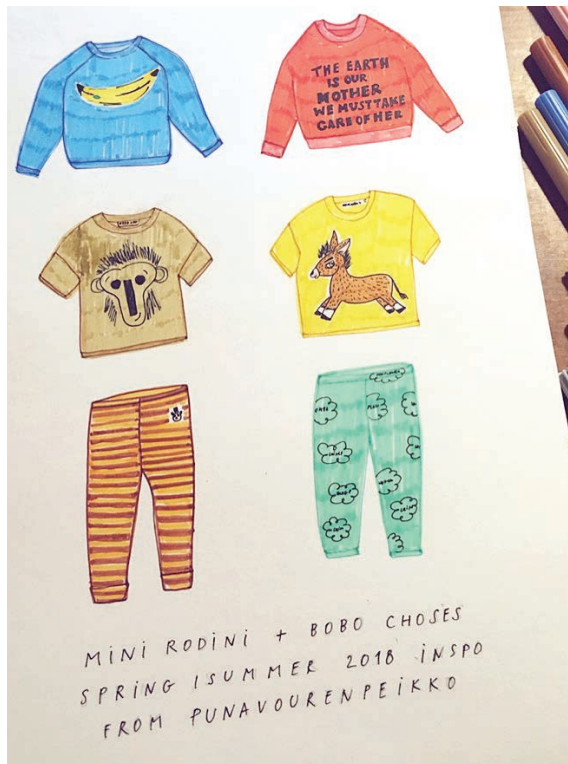 THE EARTH
IS OUR
MOTHER
WE MUST TAKE
CARE OF HER
MINI RODINI + BOBO CHOSES
SPRING / SUMMER 2018 INSPO
FROM PUNAVOURENPEIKKO